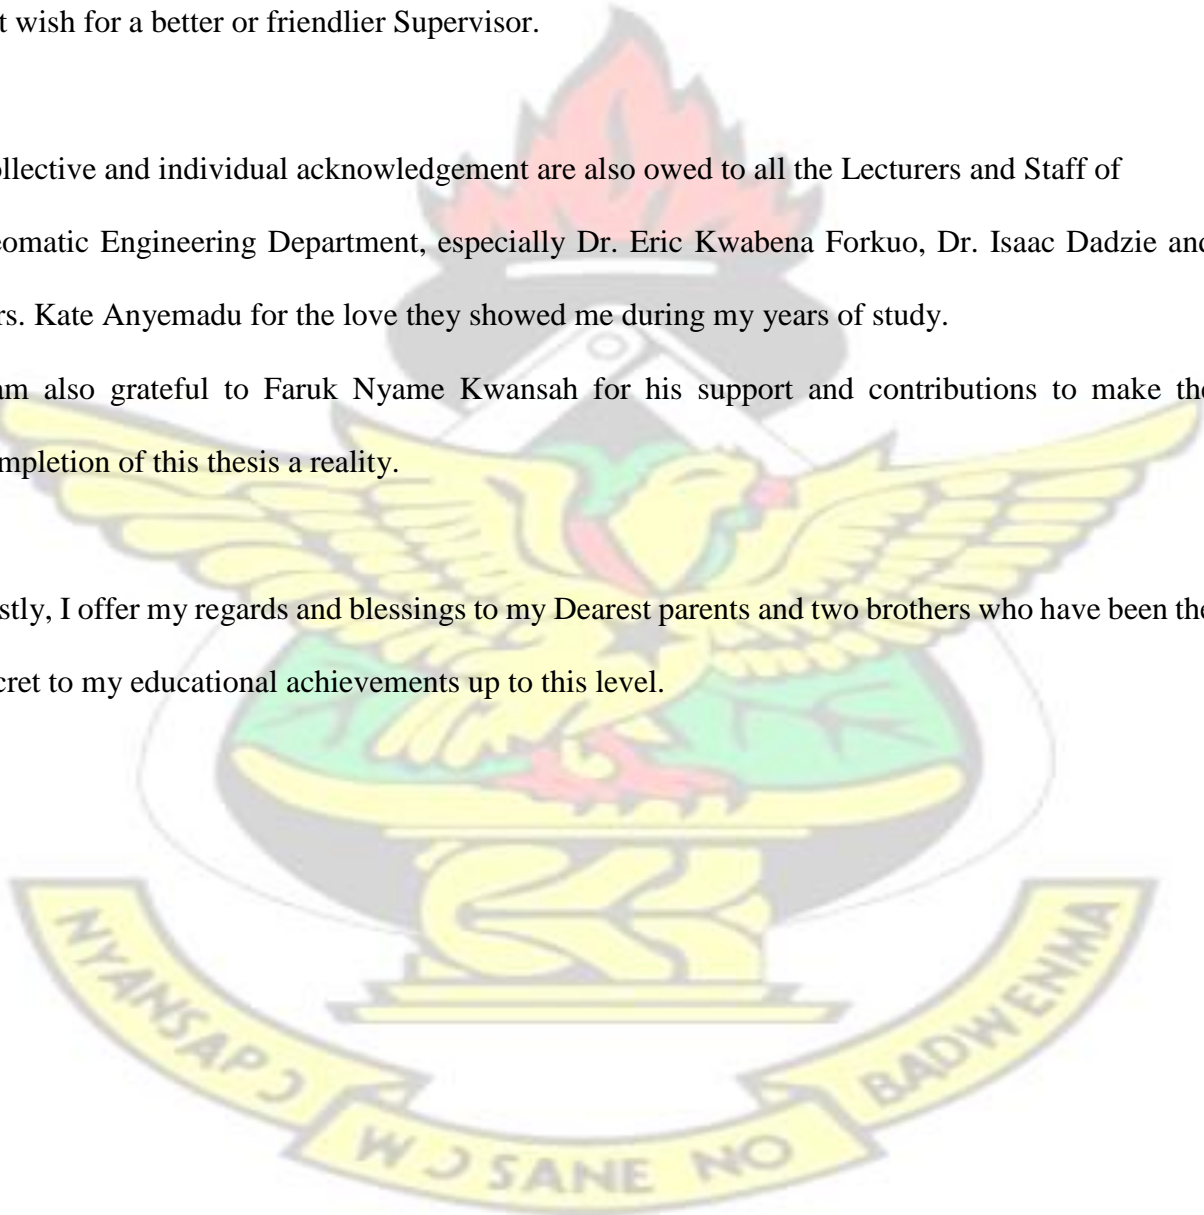 t wish for a better or friendlier Supervisor.
ollective and individual acknowledgement are also owed to all the Lecturers and Staff of
eomatic Engineering Department, especially Dr. Eric Kwabena Forkuo, Dr. Isaac Dadzie and
rs. Kate Anyemadu for the love they showed me during my years of study.
am also grateful to Faruk Nyame Kwansah for his support and contributions to make the
mpletion of this thesis a reality.
stly, I offer my regards and blessings to my Dearest parents and two brothers who have been the
cret to my educational achievements up to this level.
NYANSAPƆ
WƆSANE NO
BADWENMA